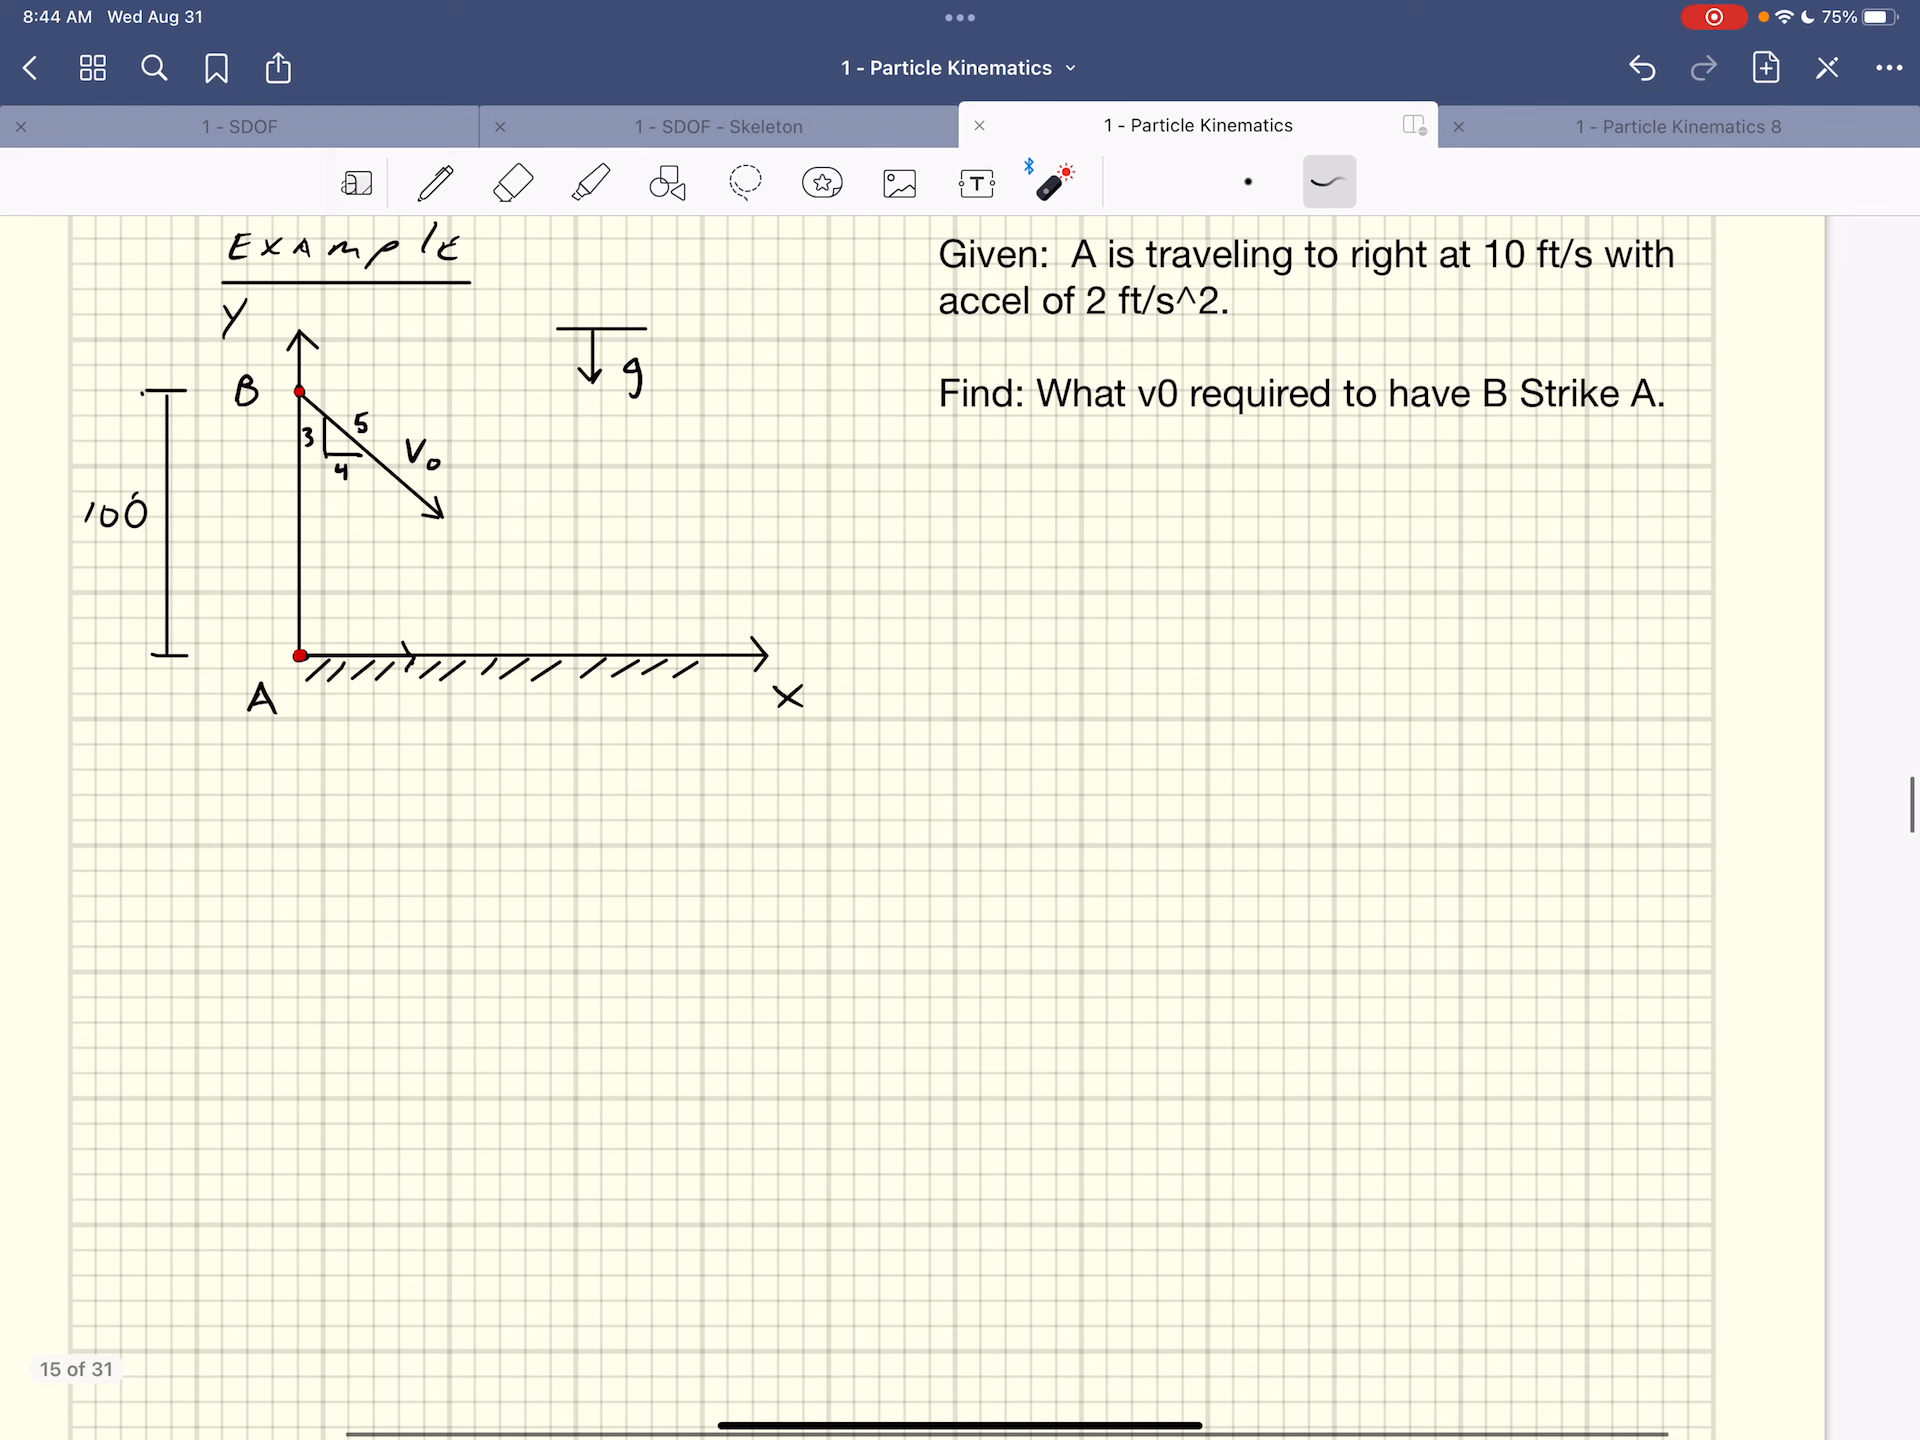 8:44 AM Wed Aug 31
75%
1 - Particle Kinematics
1 - SDOF
1 - SDOF - Skeleton
1 - Particle Kinematics
1 - Particle Kinematics 8
Example
Given: A is traveling to right at 10 ft/s with
accel of 2 ft/s^2.
Find: What v0 required to have B Strike A.
Y
g
B
3
5
4
V₀
100'
A
X
15 of 31